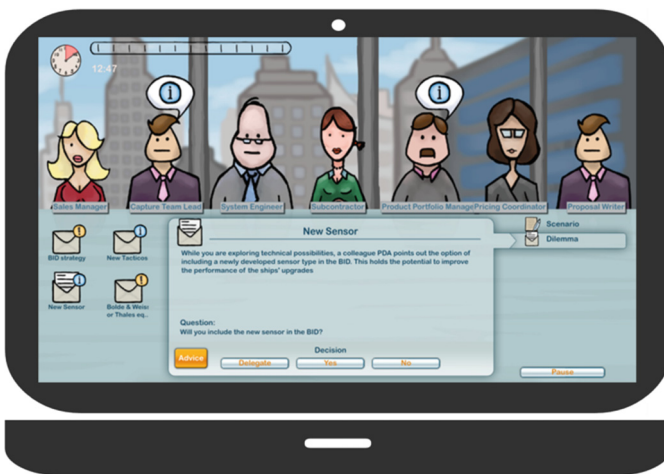 12:47
Sales Manager
Capture Team Lead
System Engineer
Subcontractor
Product Portfolio Manage
Pricing Coordinator
Proposal Writer
BID strategy
New Tacticos
New Sensor
Bolde & Weiss
or Thales eq..
New Sensor
While you are exploring technical possibilities, a colleague PDA points out the option of
including a newly developed sensor type in the BID. This holds the potential to improve
the performance of the ships' upgrades
Question:
Will you include the new sensor in the BID?
Decision
Advice
Delegate
Yes
No
Scenario
Dilemma
Pause